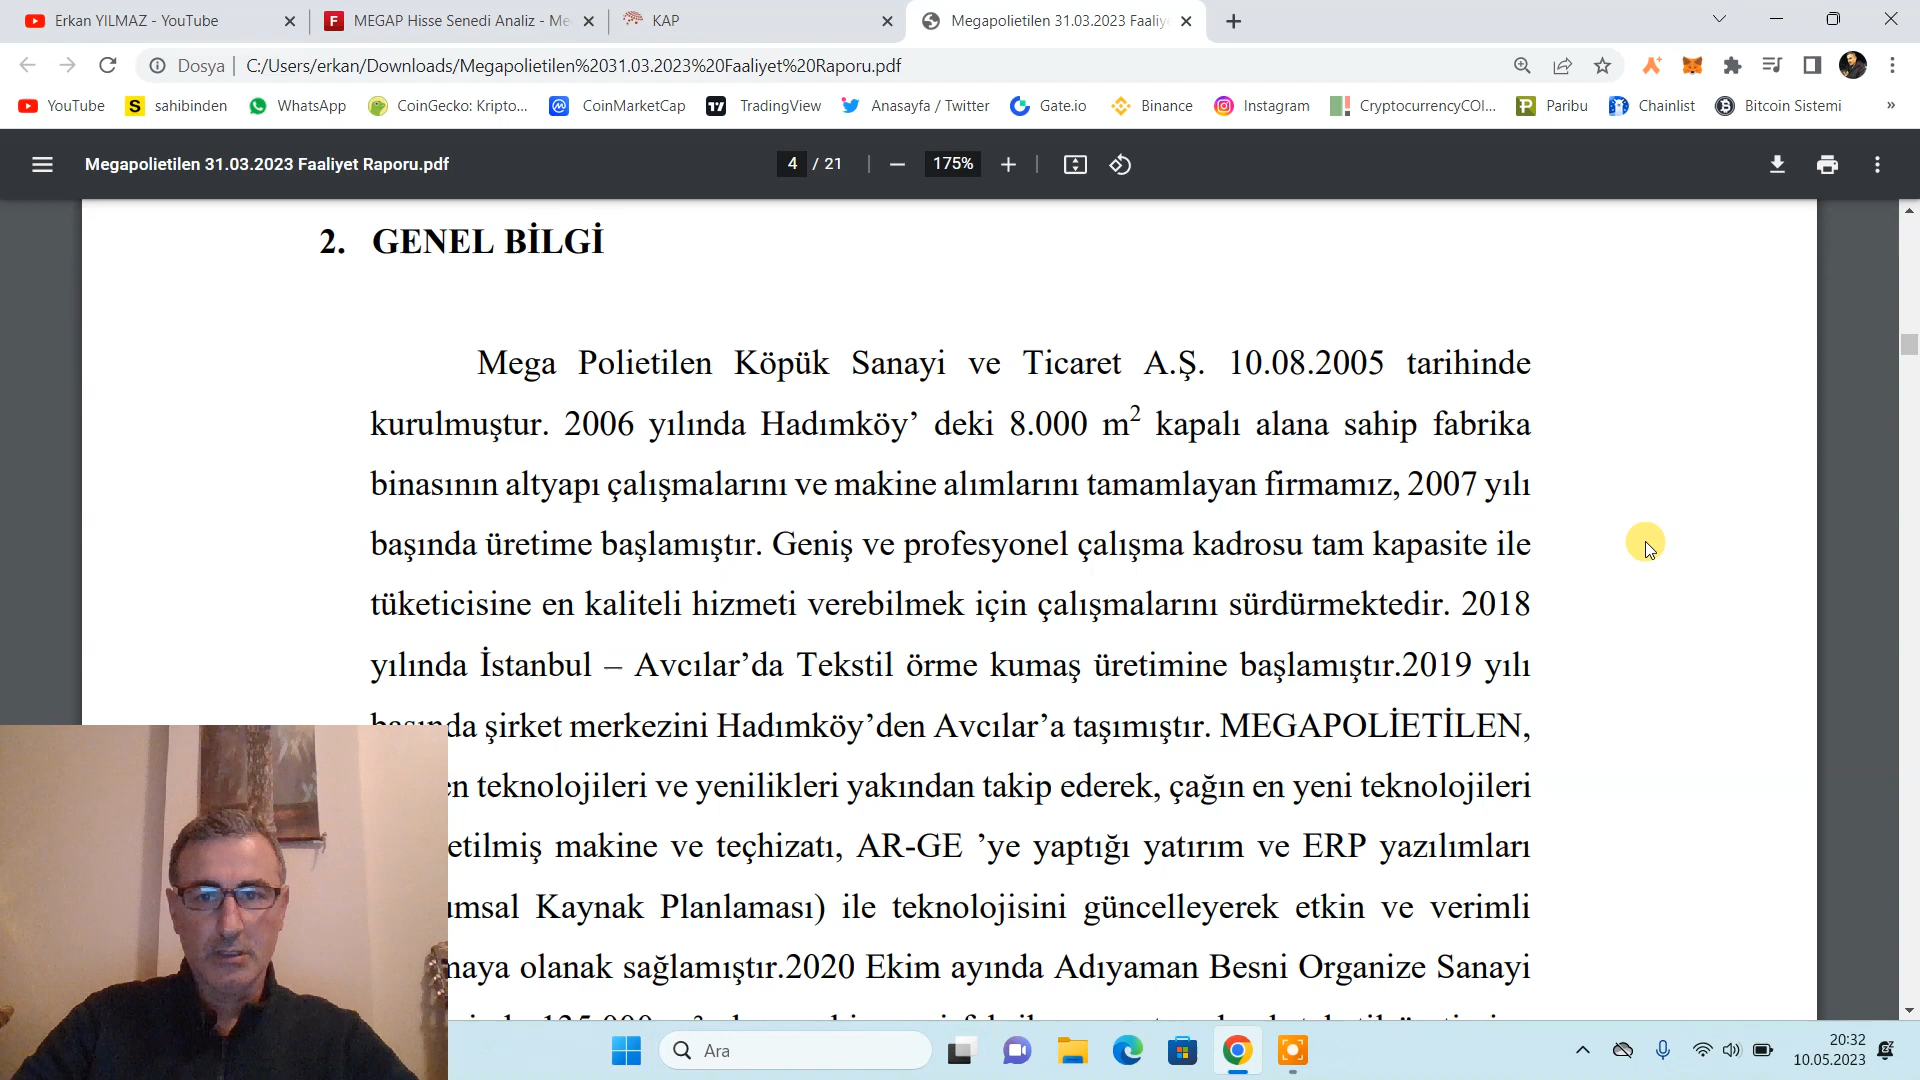 Erkan YILMAZ - YouTube
MEGAP Hisse Senedi Analiz - Me
KAP
Megapolietilen 31.03.2023 Faaliy
Dosya
C:/Users/erkan/Downloads/Megapolietilen%2031.03.2023%20Faaliyet%20Raporu.pdf
YouTube
sahibinden
WhatsApp
CoinGecko: Kripto...
CoinMarketCap
TradingView
Anasayfa / Twitter
Gate.io
Binance
Instagram
CryptocurrencyCOI...
Paribu
Chainlist
Bitcoin Sistemi
»
Megapolietilen 31.03.2023 Faaliyet Raporu.pdf
4 / 21
175%
2. GENEL BİLGİ
Mega Polietilen Köpük Sanayi ve Ticaret A.Ş. 10.08.2005 tarihinde
kurulmuştur. 2006 yılında Hadımköy’ deki 8.000 m² kapalı alana sahip fabrika
binasının altyapı çalışmalarını ve makine alımlarını tamamlayan firmamız, 2007 yılı
başında üretime başlamıştır. Geniş ve profesyonel çalışma kadrosu tam kapasite ile
tüketicisine en kaliteli hizmeti verebilmek için çalışmalarını sürdürmektedir. 2018
yılında İstanbul – Avcılar’da Tekstil örme kumaş üretimine başlamıştır.2019 yılı
başında şirket merkezini Hadımköy’den Avcılar’a taşımıştır. MEGAPOLİETİLEN,
en teknolojileri ve yenilikleri yakından takip ederek, çağın en yeni teknolojileri
etilmiş makine ve teçhizatı, AR-GE ’ye yaptığı yatırım ve ERP yazılımları
umsal Kaynak Planlaması) ile teknolojisini güncelleyerek etkin ve verimli
maya olanak sağlamıştır.2020 Ekim ayında Adıyaman Besni Organize Sanayi
Ara
20:32
10.05.2023